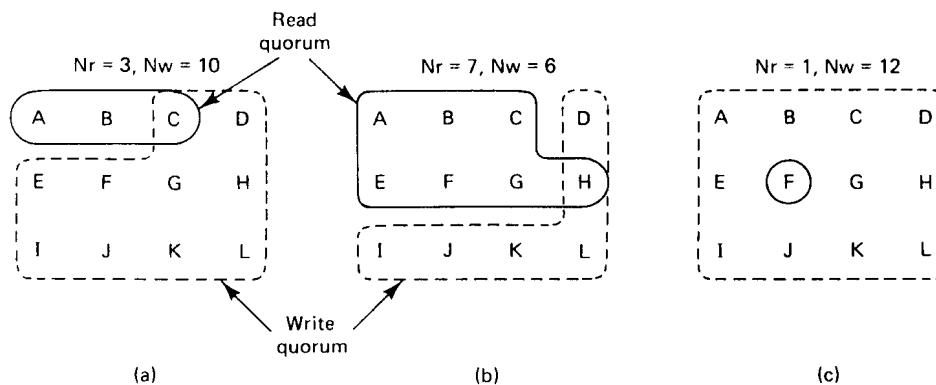 Read
quorum
Nr = 3, Nw = 10
Nr = 7, Nw = 6
Nr = 1, Nw = 12
A B C D
E F G H
I J K L
A B C D
E F G H
I J K L
A B C D
E F G H
I J K L
Write
quorum
(a)
(b)
(c)